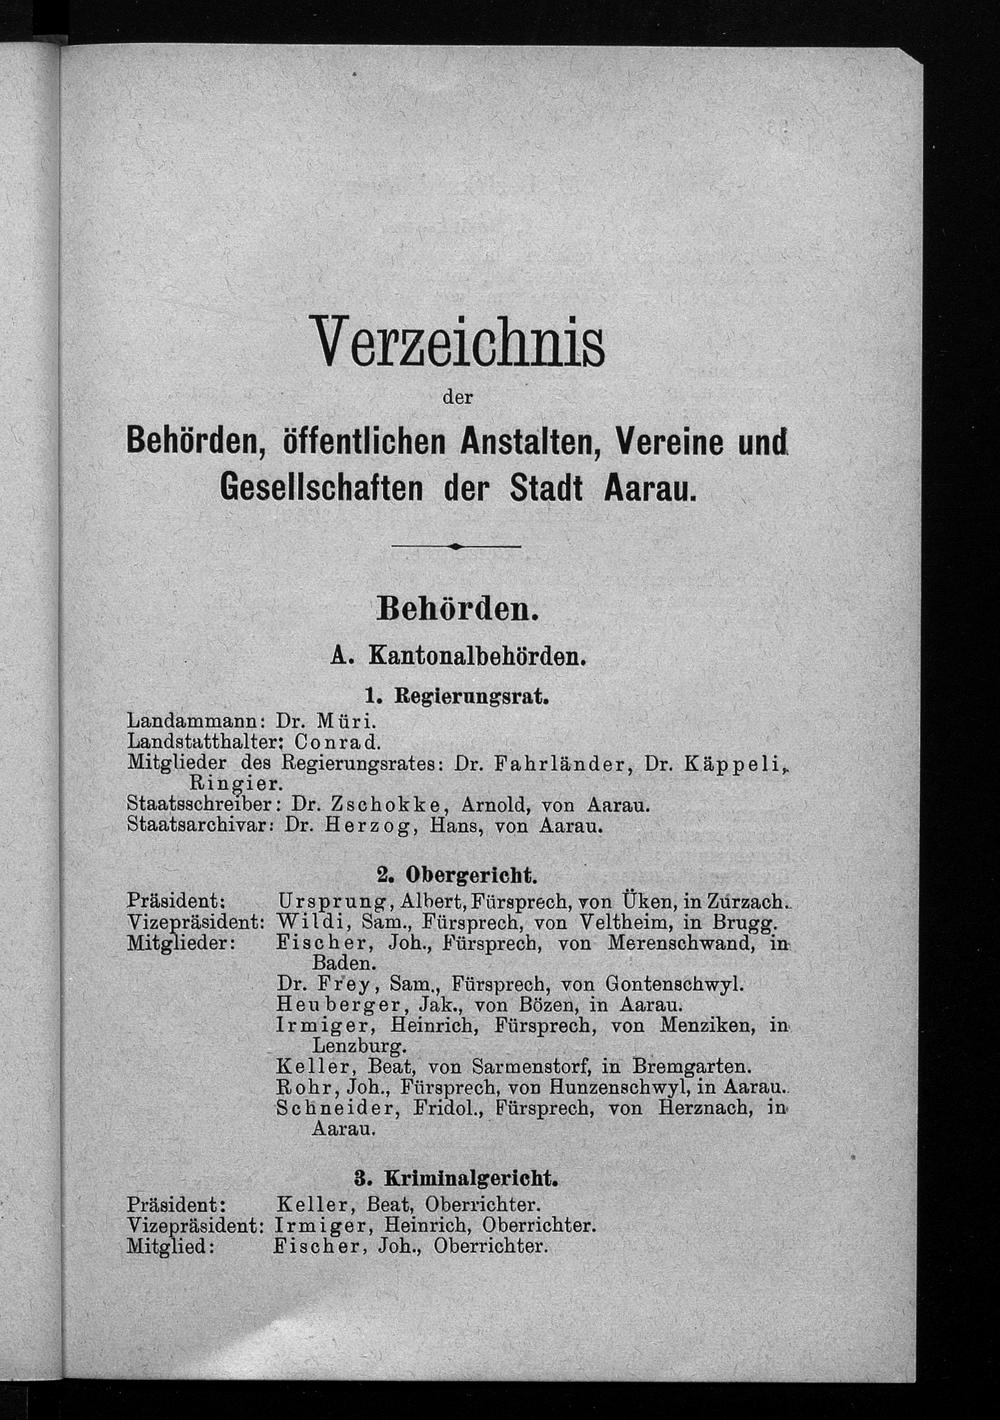 Verzeichnis
der
Behörden, öffentlichen Anstalten, Vereine und
Gesellschaften der Stadt Aarau.
Behörden.
A. Kantonalbehörden.
1. Regierungsrat.
Landammann: Dr. Müri.
Landstatthalter: Conrad.
Mitglieder des Regierungsrates: Dr. Fahrländer, Dr. Käppeli,
Ringier.
Staatsschreiber: Dr. Zschokke, Arnold, von Aarau.
Staatsarchivar: Dr. Herzog, Hans, von Aarau.
2. Obergericht.
Präsident: Ursprung, Albert, Fürsprech, von Üken, in Zurzach.
Vizepräsident: Wildi, Sam., Fürsprech, von Veltheim, in Brugg.
Mitglieder: Fischer, Joh., Fürsprech, von Merenschwand, in
Baden.
Dr. Frey, Sam., Fürsprech, von Gontenschwyl.
Heuberger, Jak., von Bözen, in Aarau.
Irmiger, Heinrich, Fürsprech, von Menziken, in
Lenzburg.
Keller, Beat, von Sarmenstorf, in Bremgarten.
Rohr, Joh., Fürsprech, von Hunzenschwyl, in Aarau.
Schneider, Fridol., Fürsprech, von Herznach, in
Aarau.
3. Kriminalgericht.
Präsident: Keller, Beat, Oberrichter.
Vizepräsident: Irmiger, Heinrich, Oberrichter.
Mitglied: Fischer, Joh., Oberrichter.